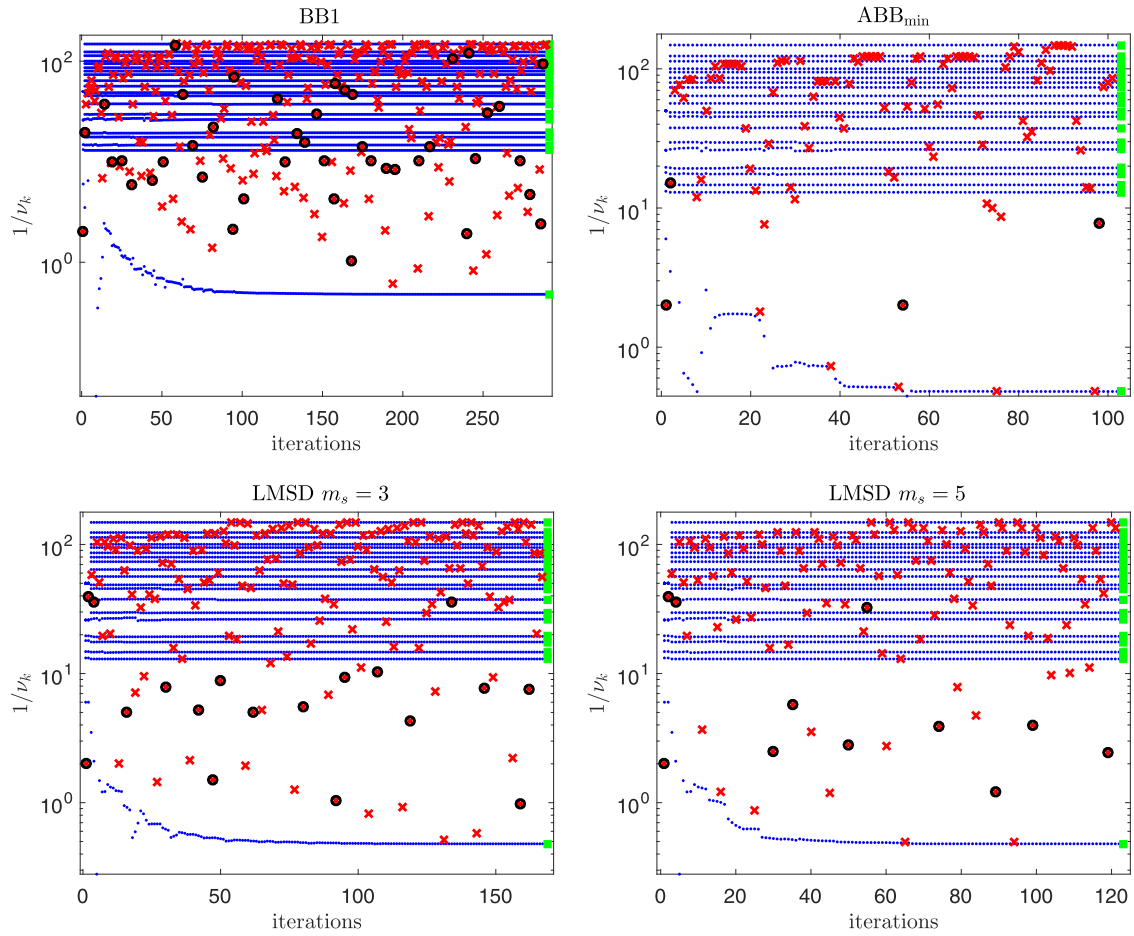 BB1
1/ν_k
10^2
10^1
10^0
0 50 100 150 200 250
iterations
ABB_min
1/ν_k
10^2
10^1
10^0
0 20 40 60 80 100
iterations
LMSD m_s = 3
1/ν_k
10^2
10^1
10^0
0 50 100 150
iterations
LMSD m_s = 5
1/ν_k
10^2
10^1
10^0
0 20 40 60 80 100 120
iterations